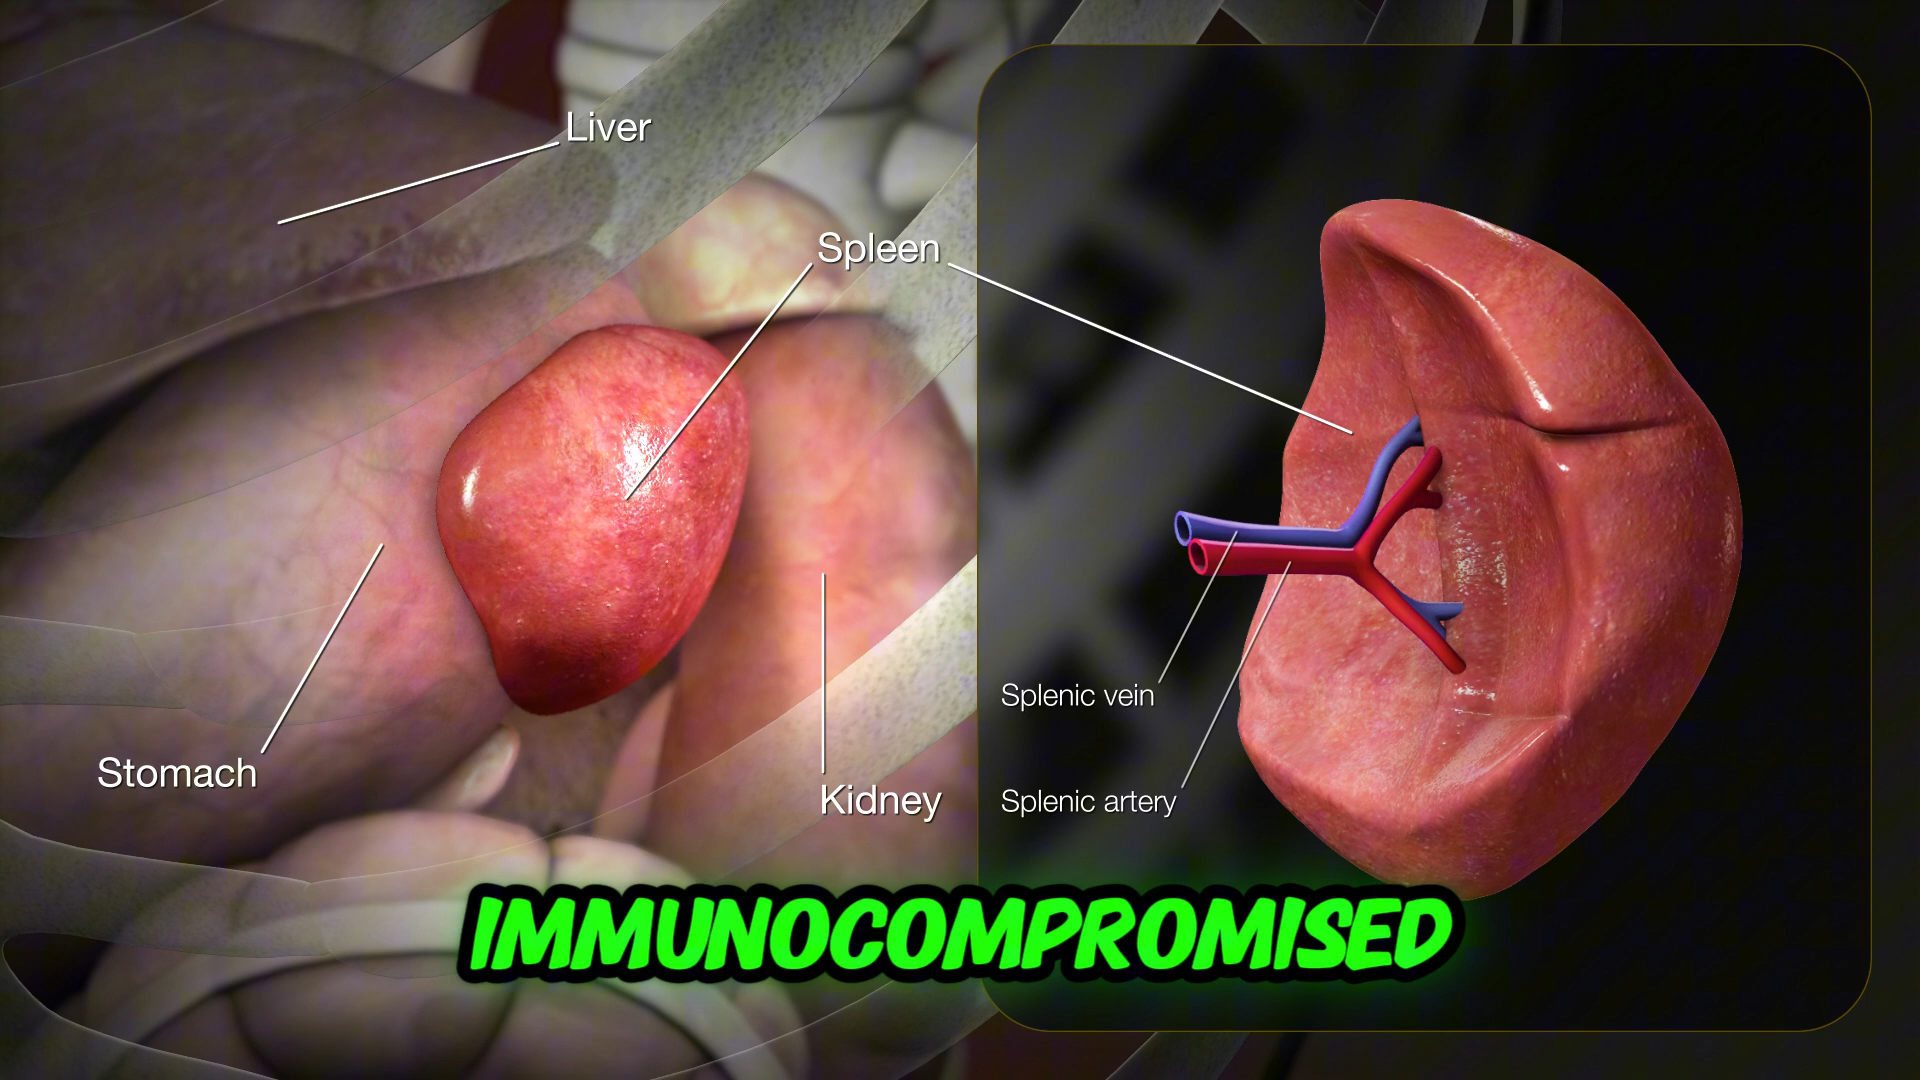 Liver
Spleen
Splenic vein
Stomach
Kidney
Splenic artery
IMMUNOCOMPROMISED